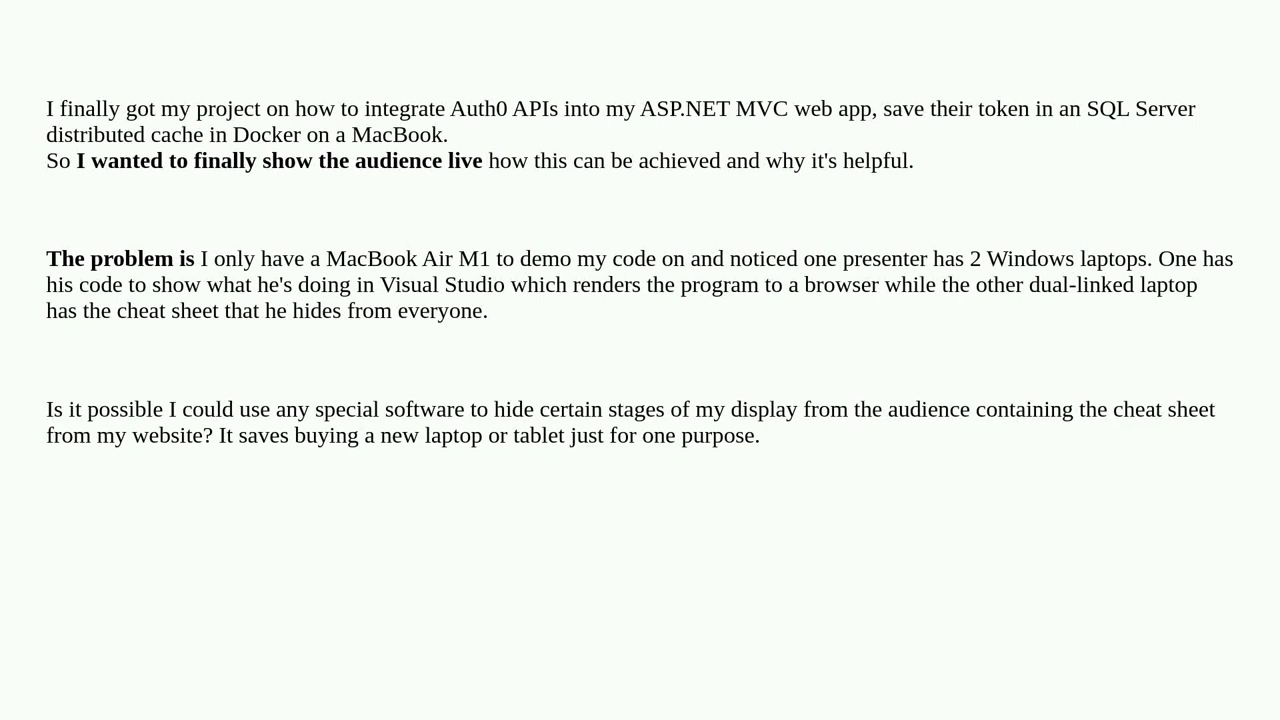 I finally got my project on how to integrate Auth0 APIs into my ASP.NET MVC web app, save their token in an SQL Server
distributed cache in Docker on a MacBook.
So I wanted to finally show the audience live how this can be achieved and why it's helpful.
The problem is I only have a MacBook Air M1 to demo my code on and noticed one presenter has 2 Windows laptops. One has
his code to show what he's doing in Visual Studio which renders the program to a browser while the other dual-linked laptop
has the cheat sheet that he hides from everyone.
Is it possible I could use any special software to hide certain stages of my display from the audience containing the cheat sheet
from my website? It saves buying a new laptop or tablet just for one purpose.